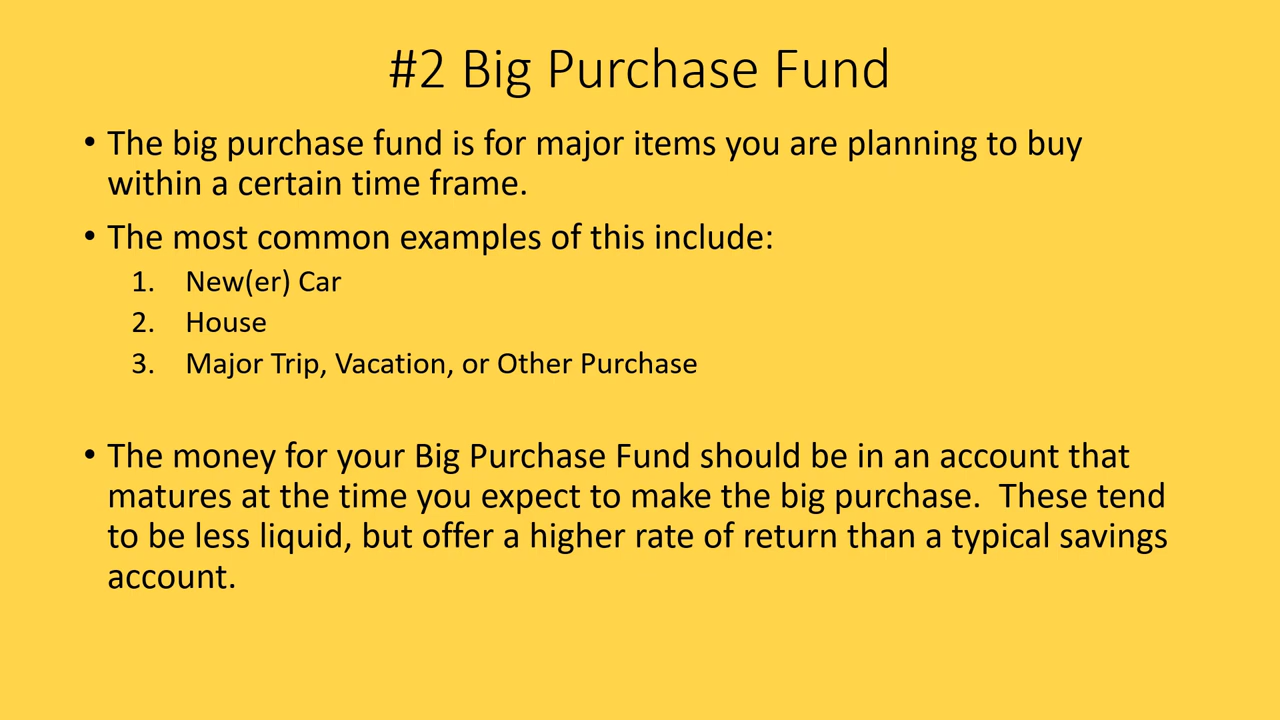 #2 Big Purchase Fund
• The big purchase fund is for major items you are planning to buy
within a certain time frame.
• The most common examples of this include:
1. New(er) Car
2. House
3. Major Trip, Vacation, or Other Purchase
• The money for your Big Purchase Fund should be in an account that
matures at the time you expect to make the big purchase.  These tend
to be less liquid, but offer a higher rate of return than a typical savings
account.